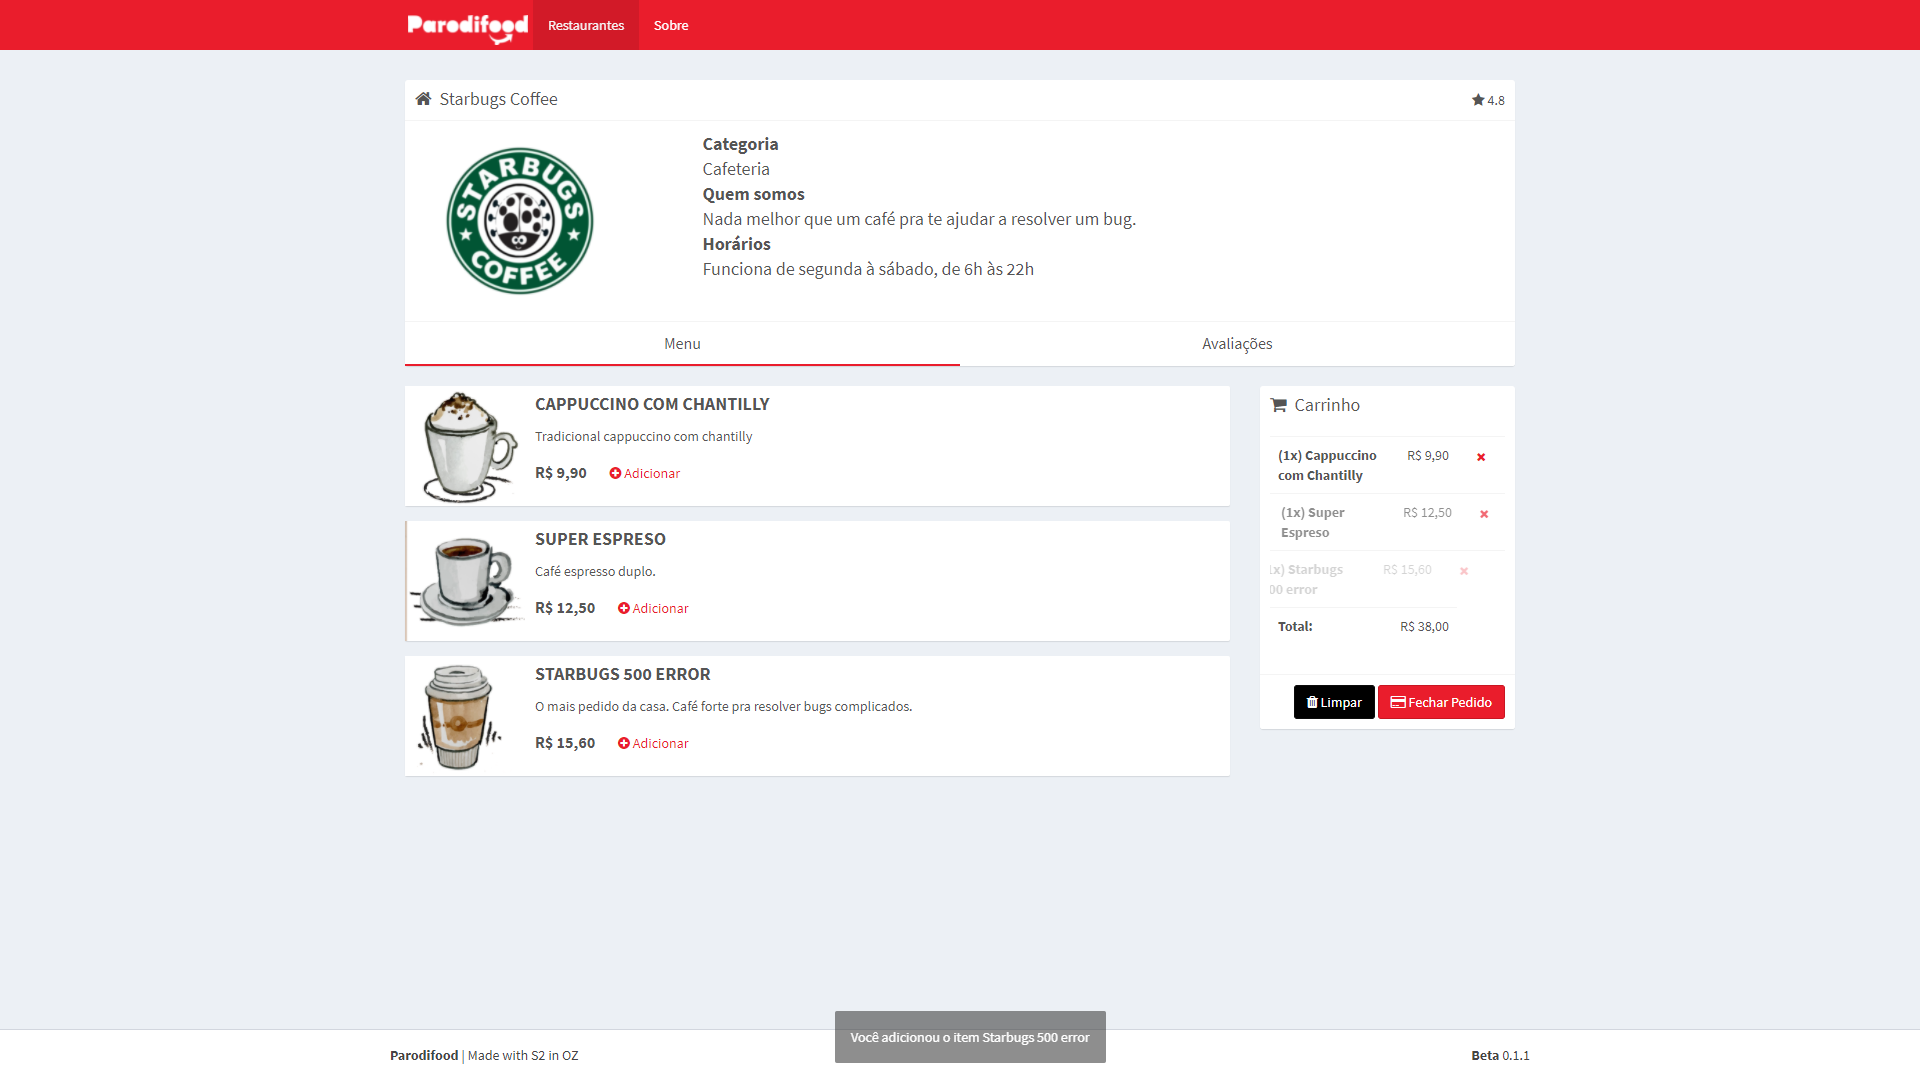 Parodifood Restaurantes Sobre
Starbugs Coffee 4.8
STARBUGS
COFFEE
Categoria
Cafeteria
Quem somos
Nada melhor que um café pra te ajudar a resolver um bug.
Horários
Funciona de segunda à sábado, de 6h às 22h
Menu Avaliações
CAPPUCCINO COM CHANTILLY
Tradicional cappuccino com chantilly
R$ 9,90 Adicionar
SUPER ESPRESO
Café espresso duplo.
R$ 12,50 Adicionar
STARBUGS 500 ERROR
O mais pedido da casa. Café forte pra resolver bugs complicados.
R$ 15,60 Adicionar
Carrinho
(1x) Cappuccino R$ 9,90
com Chantilly
(1x) Super R$ 12,50
Espreso
1x) Starbugs R$ 15,60
00 error
Total: R$ 38,00
Limpar Fechar Pedido
Você adicionou o item Starbugs 500 error
Parodifood | Made with S2 in OZ Beta 0.1.1